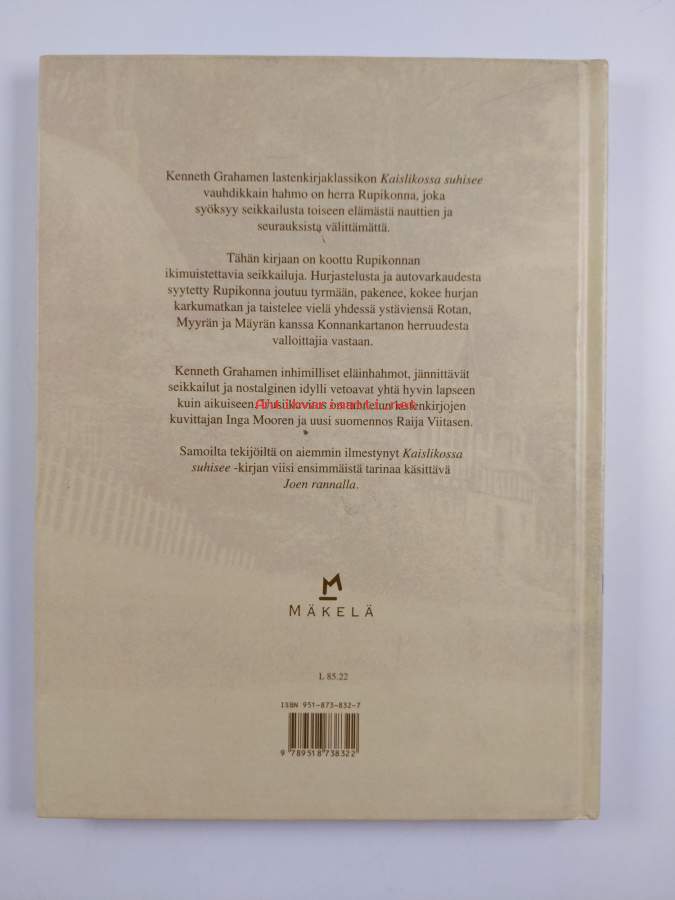 Kenneth Grahamen lastenkirjaklassikon Kaislikossa suhisee
vauhdikkain hahmo on herra Rupikonna, joka
syöksyy seikkailusta toiseen elämästä nauttien ja
seurauksista välittämättä.
Tähän kirjaan on koottu Rupikonnan
ikimuistettavia seikkailuja. Hurjastelusta ja autovarkaudesta
syytetty Rupikonna joutuu tyrmään, pakenee, kokee hurjan
karkumatkan ja taistelee vielä yhdessä ystäviensä Rotan,
Myyrän ja Mäyrän kanssa Konnankartanon herruudesta
valloittajia vastaan.
Kenneth Grahamen inhimilliset eläinhahmot, jännittävät
seikkailut ja nostalginen idylli vetoavat yhtä hyvin lapseen
kuin aikuiseen. on lastenkirjojen
kuvittajan Inga Mooren ja uusi suomennos Raija Viitasen.
Samoilta tekijöiltä on aiemmin ilmestynyt Kaislikossa
suhisee -kirjan viisi ensimmäistä tarinaa käsittävä
Joen rannalla.
M
MÄKELÄ
L 85.22
ISBN 951-873-832-7
9 789518 738322